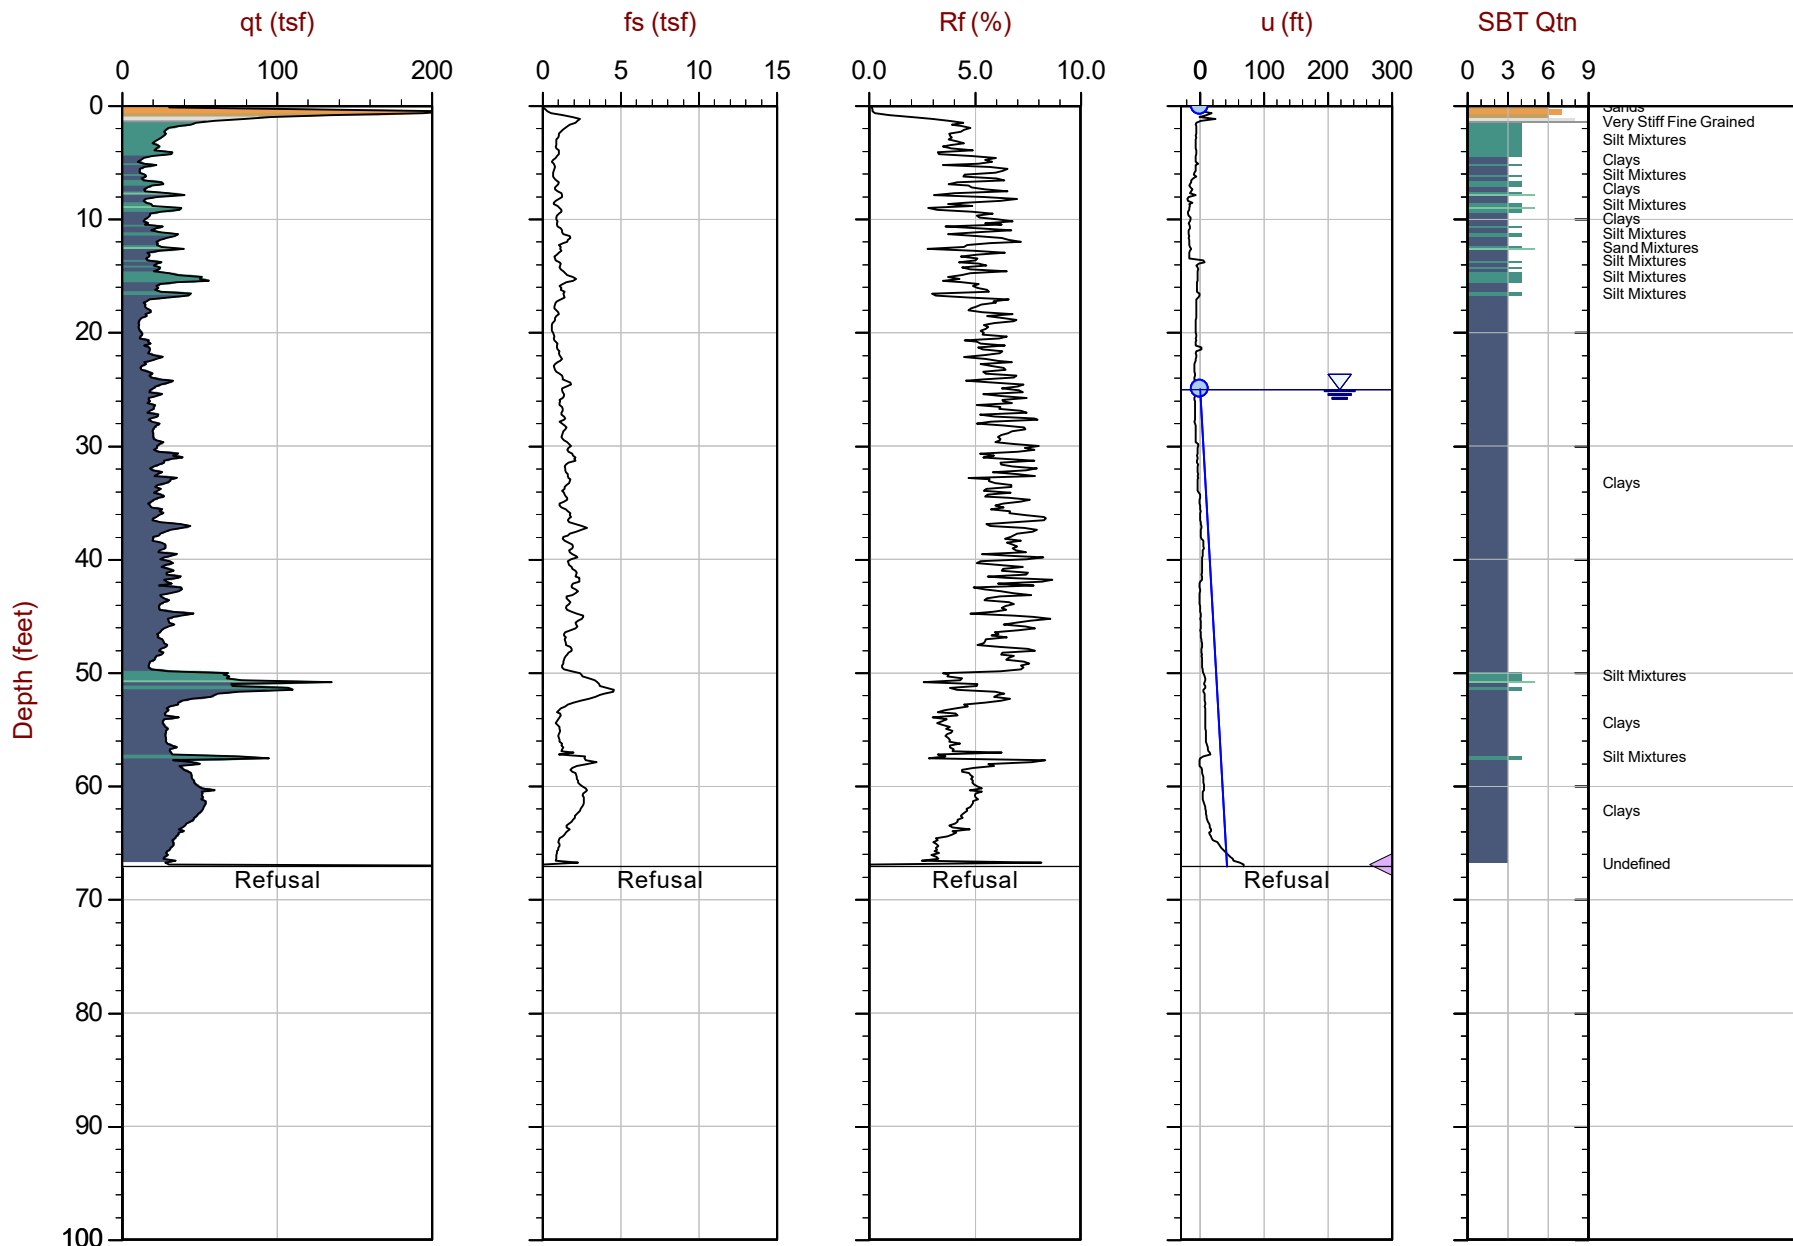 qt (tsf) fs (tsf) Rf (%) u (ft) SBT Qtn
0 100 200 0 5 10 15 0.0 5.0 10.0 0 100 200 300 0 3 6 9
0
Sands
Very Stiff Fine Grained
Silt Mixtures
Clays
Silt Mixtures
Clays
Silt Mixtures
10
Clays
Silt Mixtures
Sand Mixtures
Silt Mixtures
Silt Mixtures
Silt Mixtures
20
30
Clays
40
50
Silt Mixtures
Depth (feet)
Clays
Silt Mixtures
60
Clays
Undefined
Refusal Refusal Refusal Refusal
70
80
90
100